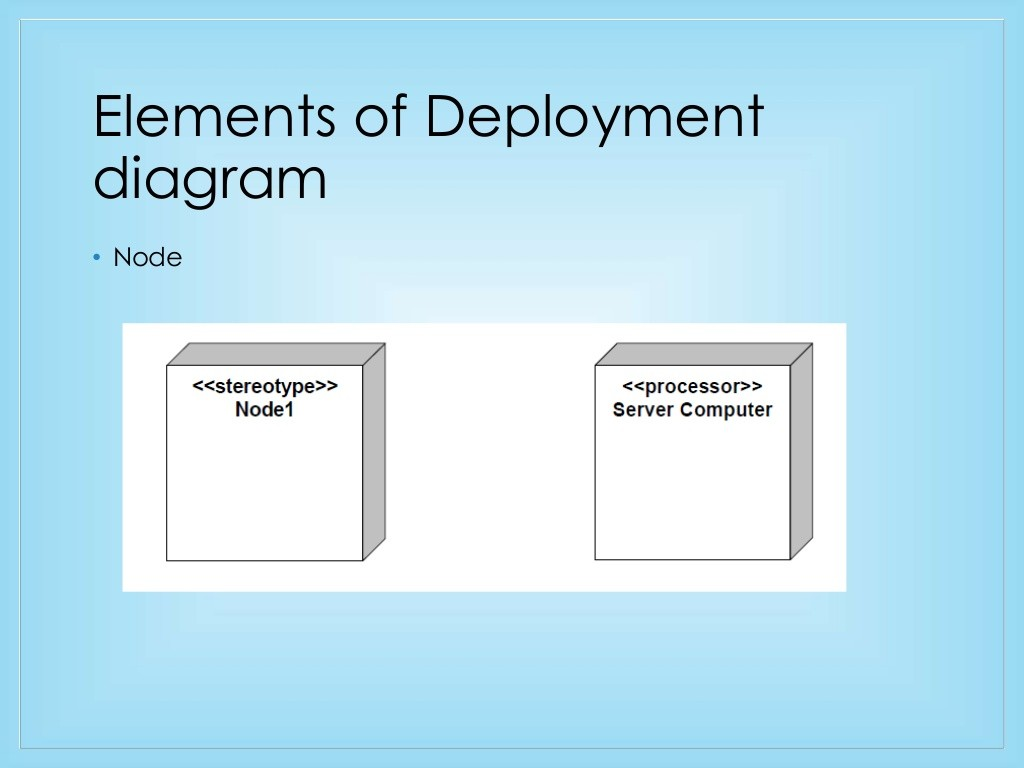 Elements of Deployment
diagram
• Node
<<stereotype>>
Node1
<<processor>>
Server Computer